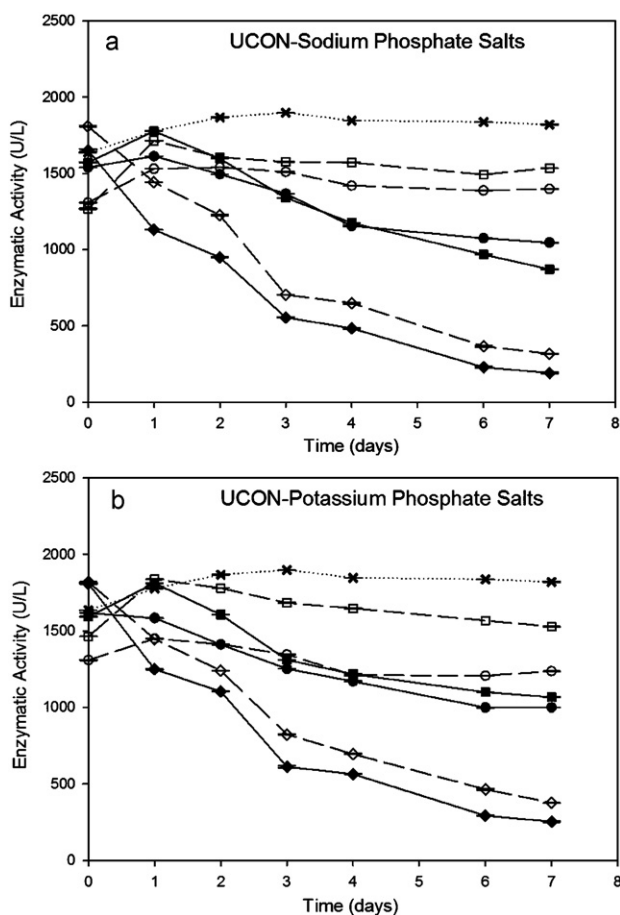 a
UCON-Sodium Phosphate Salts
Enzymatic Activity (U/L)
2500
2000
1500
1000
500
0
0 1 2 3 4 5 6 7 8
Time (days)
b
UCON-Potassium Phosphate Salts
Enzymatic Activity (U/L)
2500
2000
1500
1000
500
0
0 1 2 3 4 5 6 7 8
Time (days)